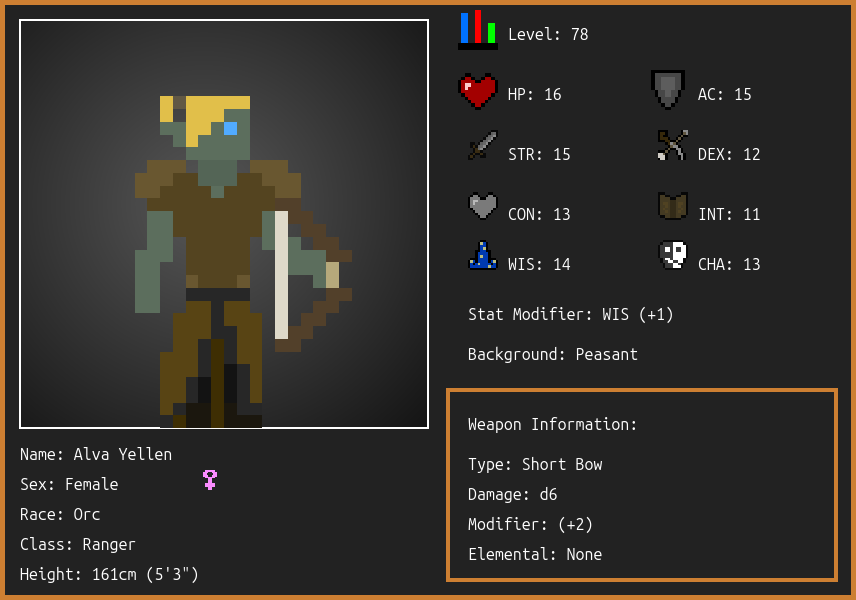 Level: 78
HP: 16
AC: 15
STR: 15
DEX: 12
CON: 13
INT: 11
WIS: 14
CHA: 13
Stat Modifier: WIS (+1)
Background: Peasant
Weapon Information:
Type: Short Bow
Damage: d6
Modifier: (+2)
Elemental: None
Name: Alva Yellen
Sex: Female
Race: Orc
Class: Ranger
Height: 161cm (5'3")